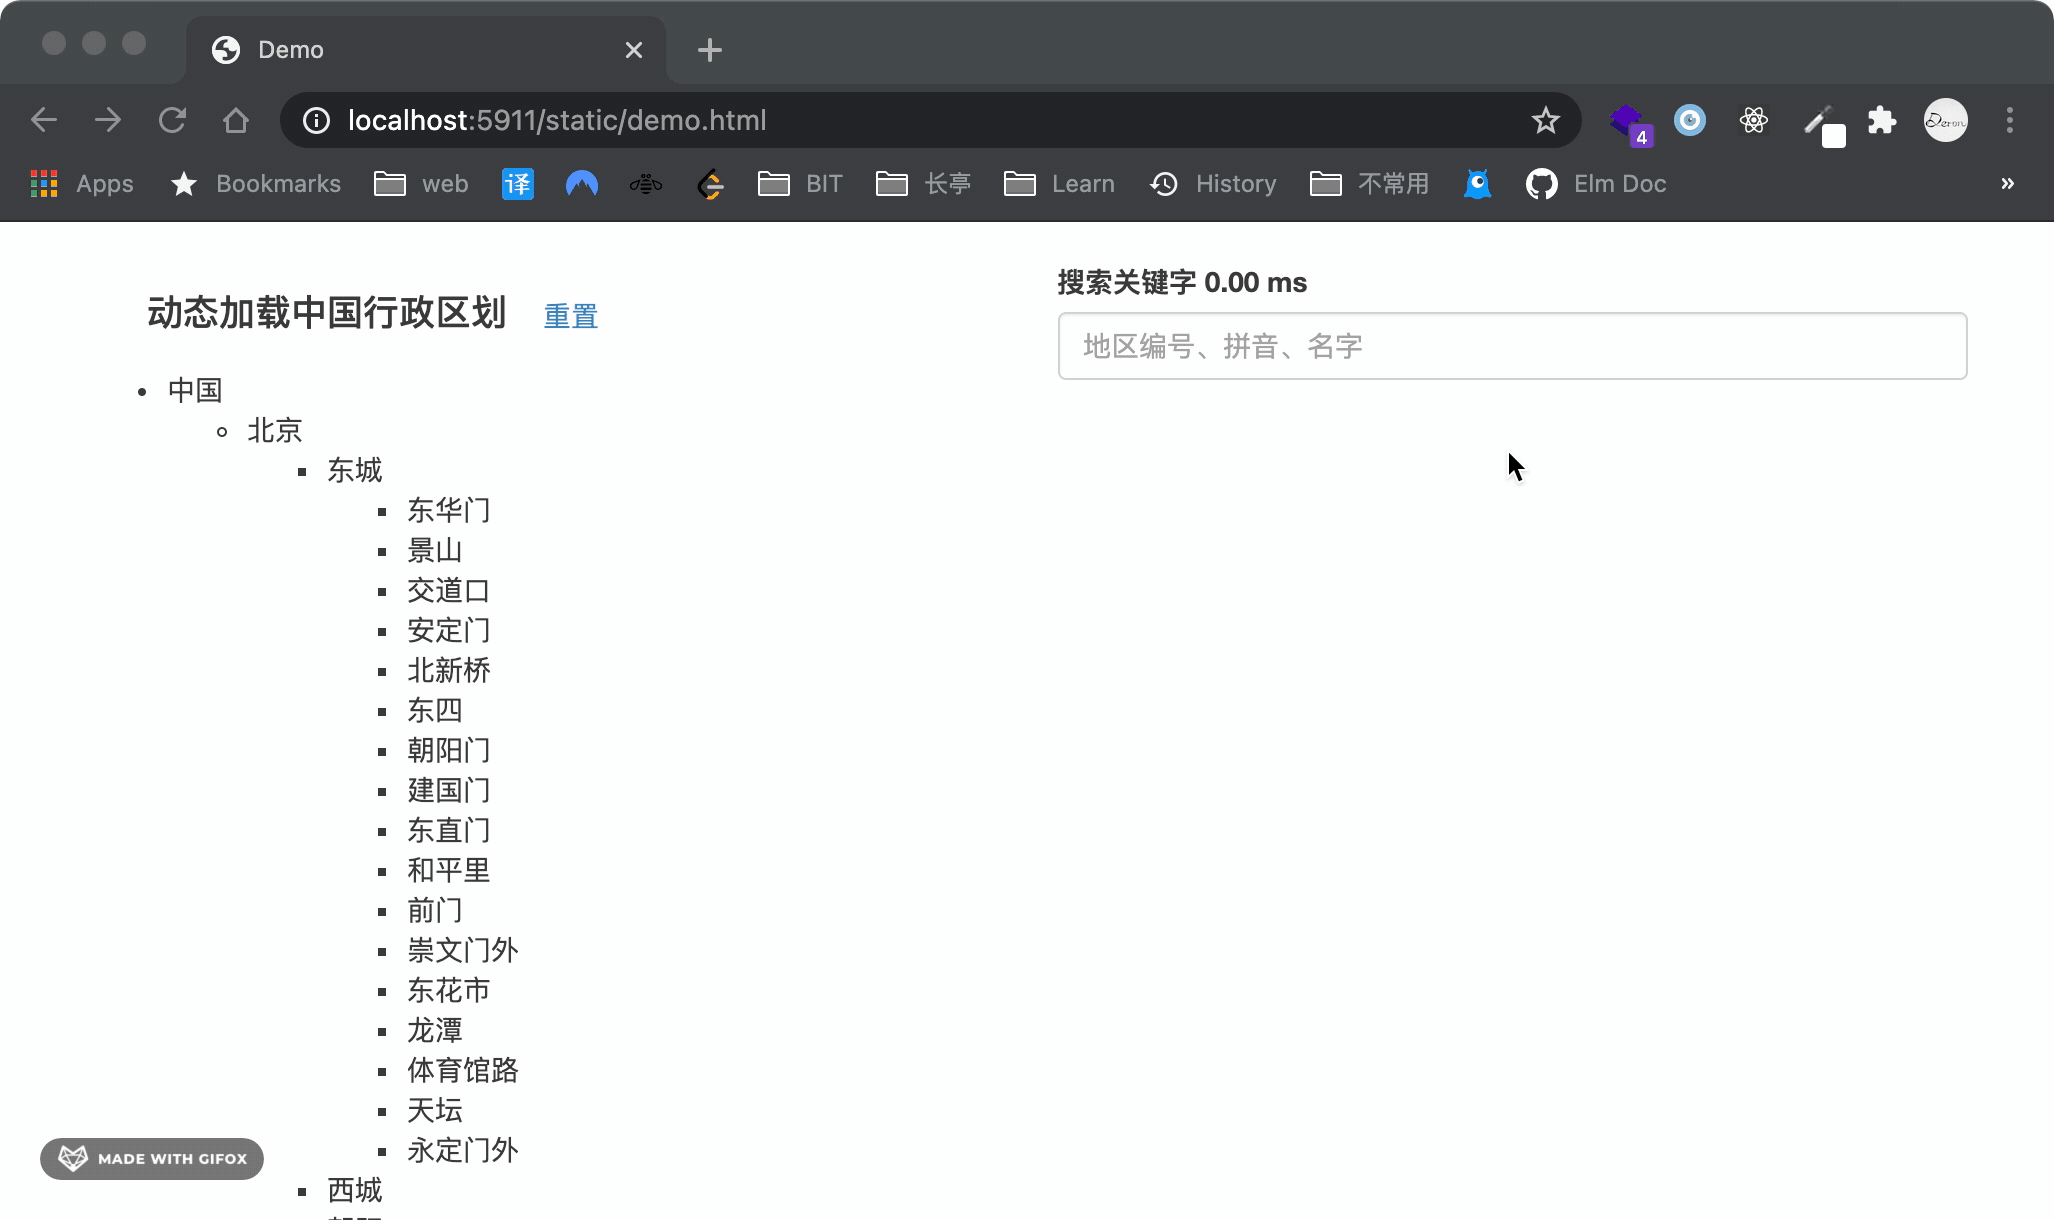 Demo
localhost:5911/static/demo.html
4
Deron
Apps
Bookmarks
web
译
BIT
长亭
Learn
History
不常用
Elm Doc
»
动态加载中国行政区划 重置
搜索关键字 0.00 ms
地区编号、拼音、名字
中国
北京
东城
东华门
景山
交道口
安定门
北新桥
东四
朝阳门
建国门
东直门
和平里
前门
崇文门外
东花市
龙潭
体育馆路
天坛
永定门外
西城
MADE WITH GIFOX